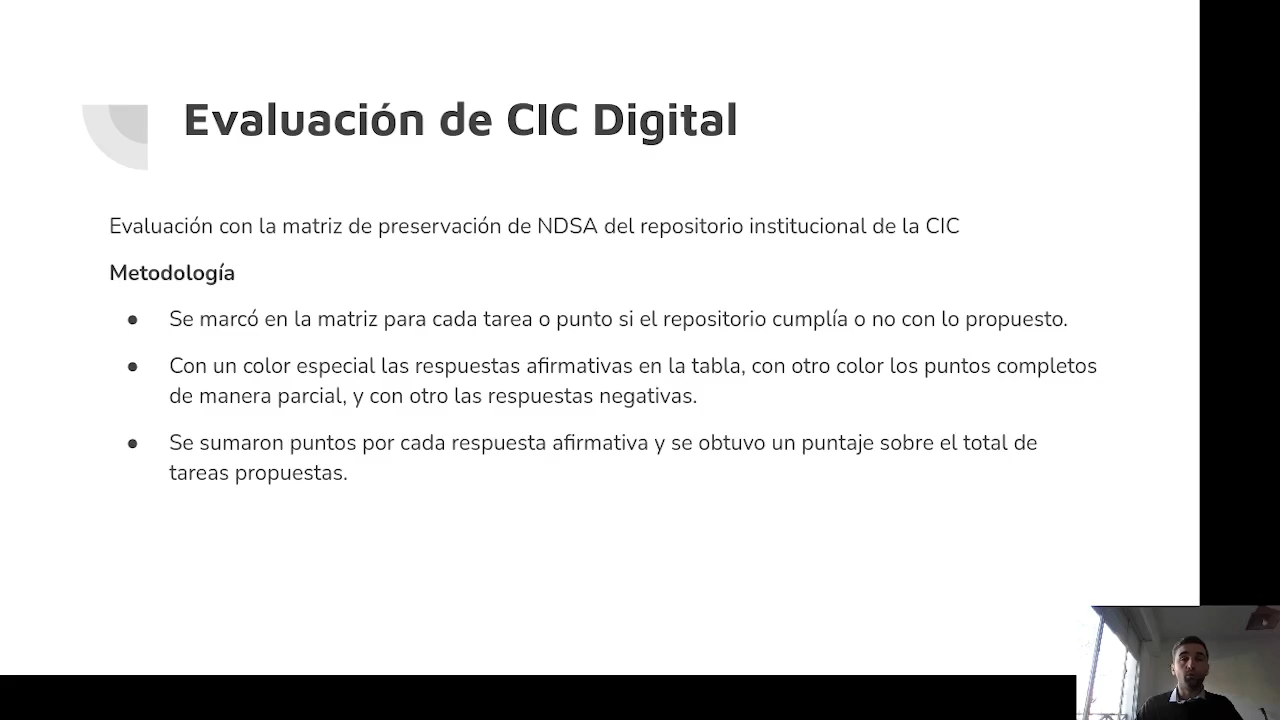 Evaluación de CIC Digital
Evaluación con la matriz de preservación de NDSA del repositorio institucional de la CIC
Metodología
● Se marcó en la matriz para cada tarea o punto si el repositorio cumplía o no con lo propuesto.
● Con un color especial las respuestas afirmativas en la tabla, con otro color los puntos completos
de manera parcial, y con otro las respuestas negativas.
● Se sumaron puntos por cada respuesta afirmativa y se obtuvo un puntaje sobre el total de
tareas propuestas.